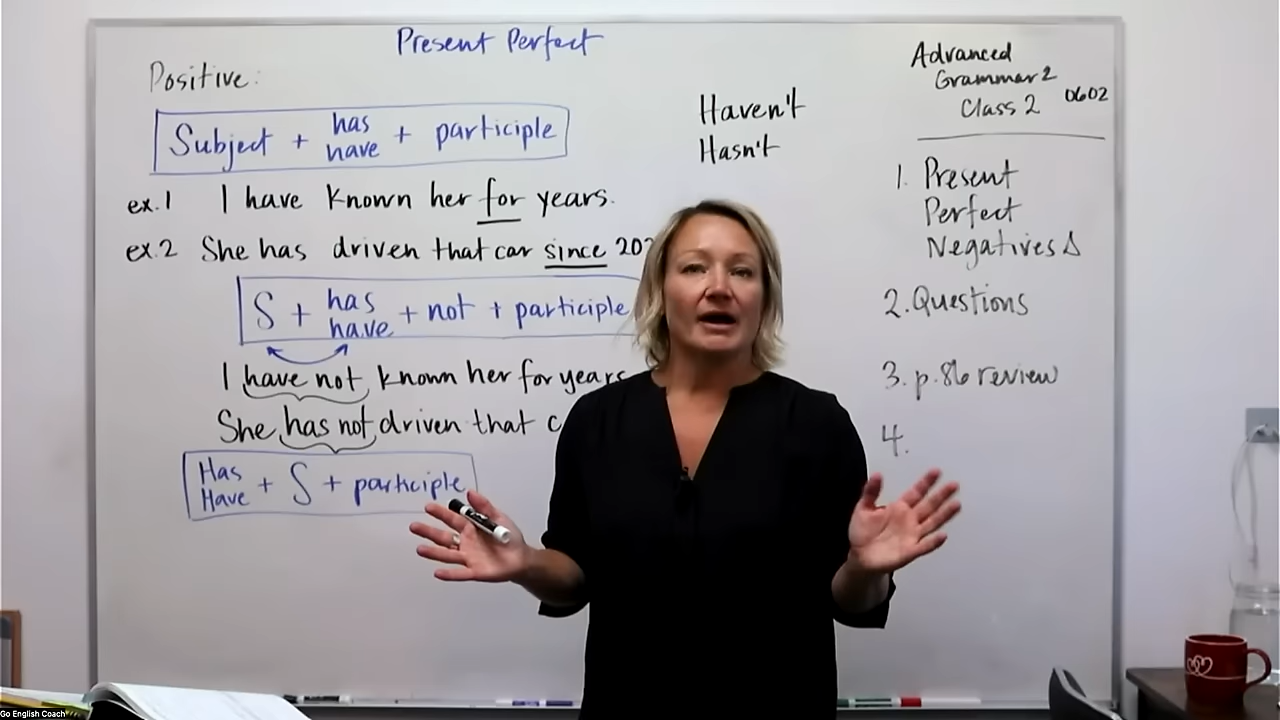 Present Perfect
Positive:
Subject + has have + participle
ex.1 I have known her for years.
ex.2 She has driven that car since 202
S + has have + not + participle
I have not known her for years
She has not driven that c
Has Have + S + participle
Haven't
Hasn't
Advanced
Grammar 2
Class 2 0602
1. Present
Perfect
Negatives Δ
2. Questions
3. p.86 review
4.
Go English Coach